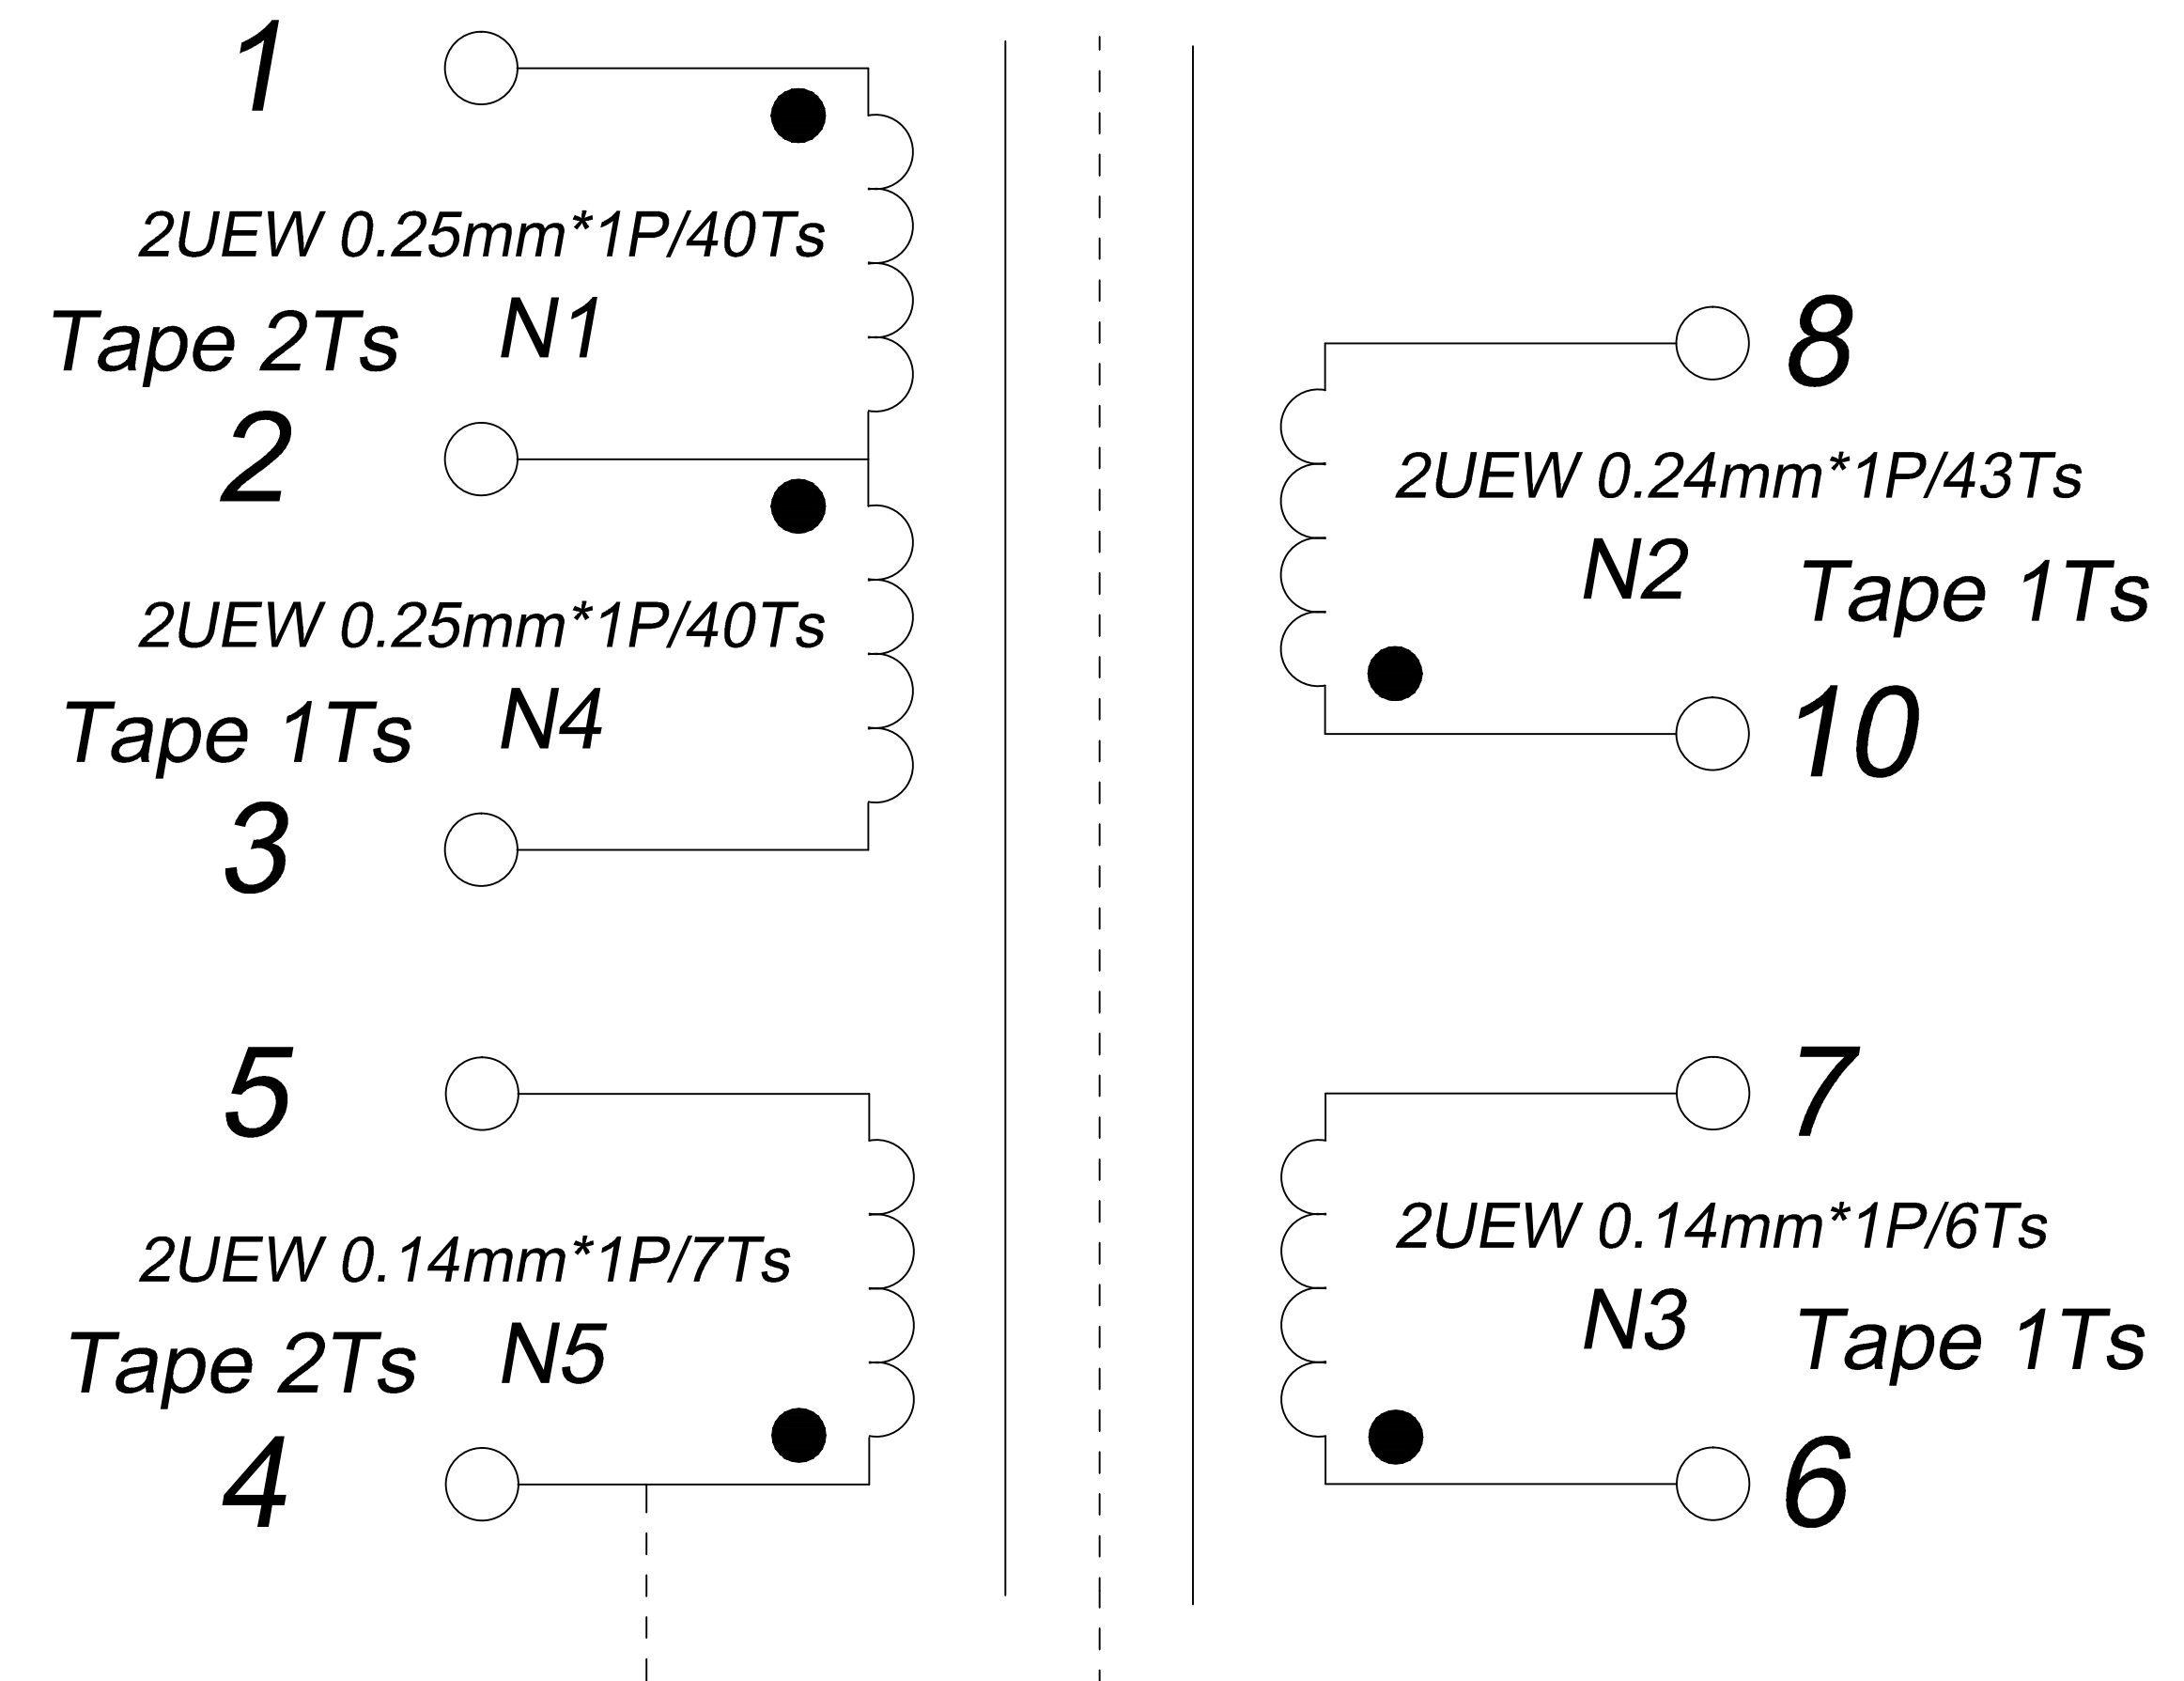 1
2UEW 0.25mm*1P/40Ts
Tape 2Ts N1
2
2UEW 0.25mm*1P/40Ts
Tape 1Ts N4
3
5
2UEW 0.14mm*1P/7Ts
Tape 2Ts N5
4
8
2UEW 0.24mm*1P/43Ts
N2 Tape 1Ts
10
7
2UEW 0.14mm*1P/6Ts
N3 Tape 1Ts
6